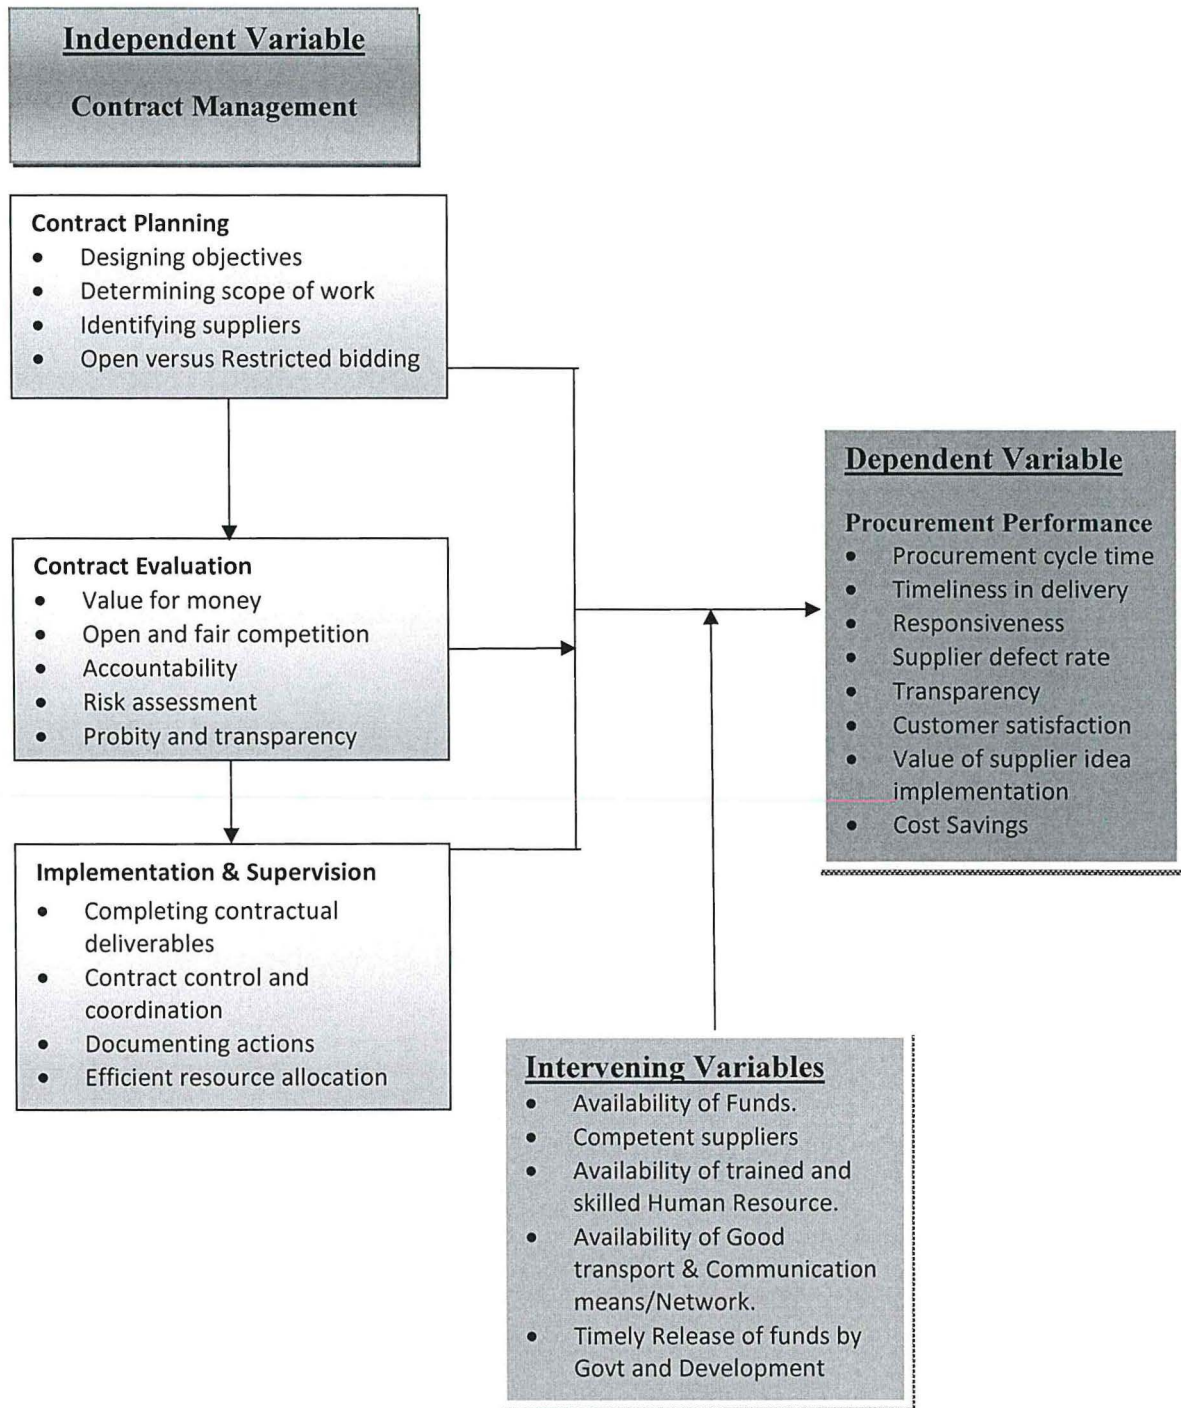 Independent Variable
Contract Management
Contract Planning
• Designing objectives
• Determining scope of work
• Identifying suppliers
• Open versus Restricted bidding
Contract Evaluation
• Value for money
• Open and fair competition
• Accountability
• Risk assessment
• Probity and transparency
Implementation & Supervision
• Completing contractual
deliverables
• Contract control and
coordination
• Documenting actions
• Efficient resource allocation
Dependent Variable
Procurement Performance
• Procurement cycle time
• Timeliness in delivery
• Responsiveness
• Supplier defect rate
• Transparency
• Customer satisfaction
• Value of supplier idea
implementation
• Cost Savings
Intervening Variables
• Availability of Funds.
• Competent suppliers
• Availability of trained and
skilled Human Resource.
• Availability of Good
transport & Communication
means/Network.
• Timely Release of funds by
Govt and Development